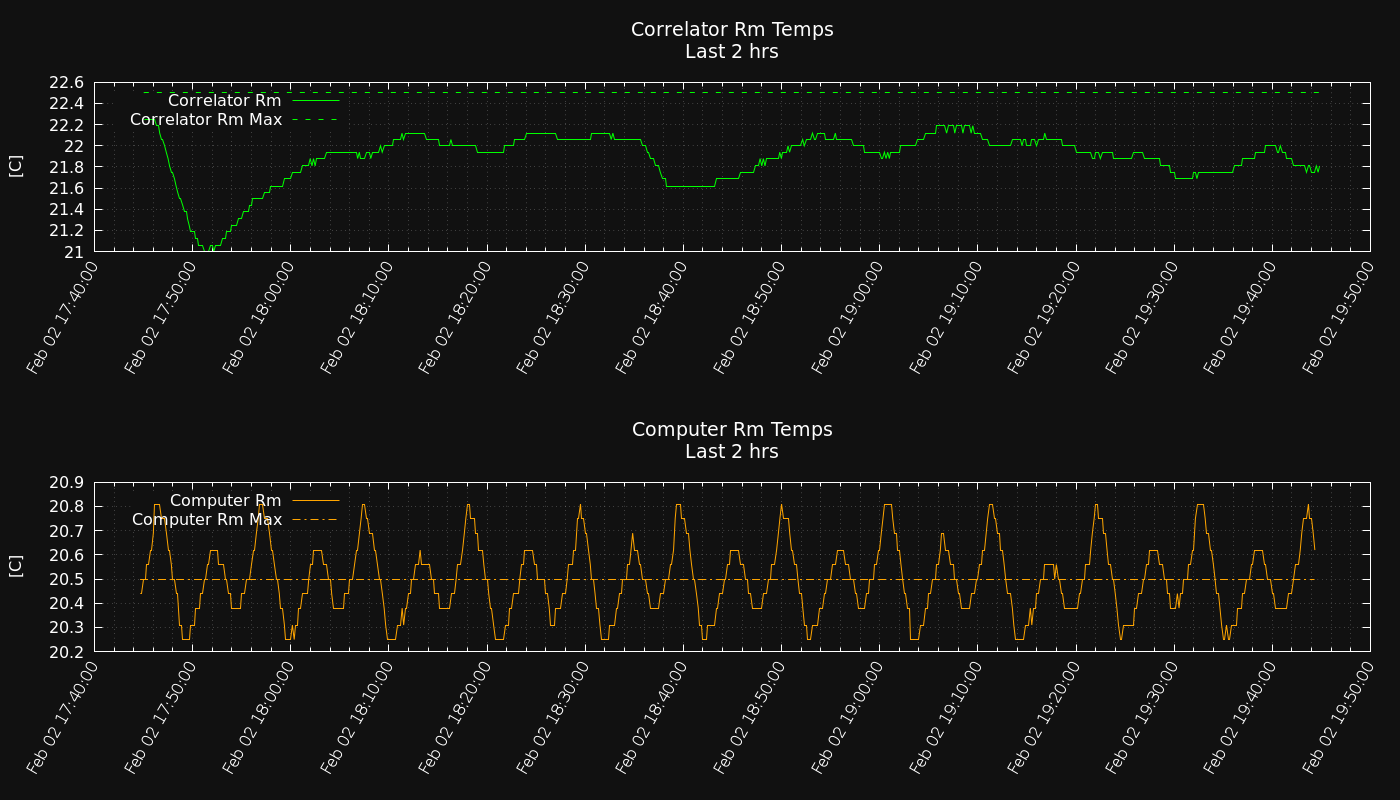 Correlator Rm Temps
Last 2 hrs
22.6
22.4
22.2
22
21.8
21.6
21.4
21.2
21
[C]
Correlator Rm
Correlator Rm Max
Feb 02 17:40:00
Feb 02 17:50:00
Feb 02 18:00:00
Feb 02 18:10:00
Feb 02 18:20:00
Feb 02 18:30:00
Feb 02 18:40:00
Feb 02 18:50:00
Feb 02 19:00:00
Feb 02 19:10:00
Feb 02 19:20:00
Feb 02 19:30:00
Feb 02 19:40:00
Feb 02 19:50:00
Computer Rm Temps
Last 2 hrs
20.9
20.8
20.7
20.6
20.5
20.4
20.3
20.2
[C]
Computer Rm
Computer Rm Max
Feb 02 17:40:00
Feb 02 17:50:00
Feb 02 18:00:00
Feb 02 18:10:00
Feb 02 18:20:00
Feb 02 18:30:00
Feb 02 18:40:00
Feb 02 18:50:00
Feb 02 19:00:00
Feb 02 19:10:00
Feb 02 19:20:00
Feb 02 19:30:00
Feb 02 19:40:00
Feb 02 19:50:00